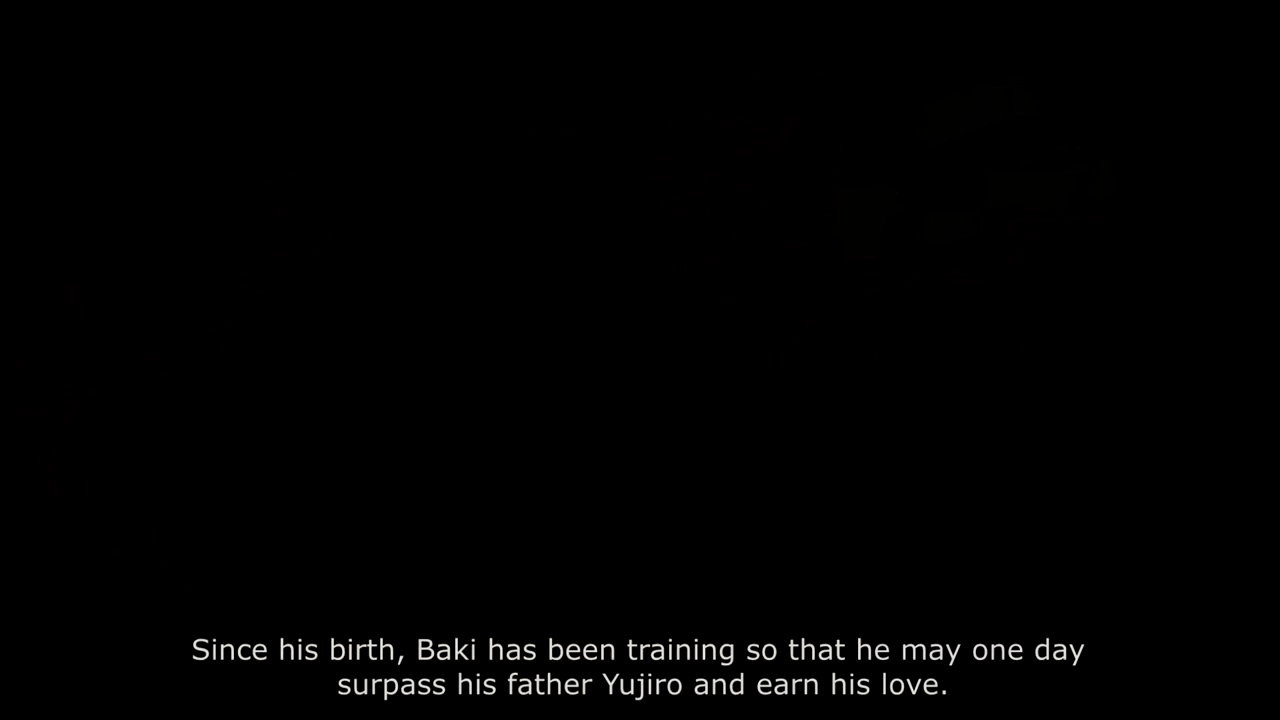 Since his birth, Baki has been training so that he may one day
surpass his father Yujiro and earn his love.